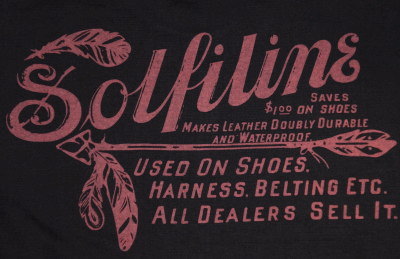 Solfiline
SAVES
$1.00 ON SHOES
MAKES LEATHER DOUBLY DURABLE
AND WATERPROOF
USED ON SHOES.
HARNESS. BELTING ETC.
ALL DEALERS SELL IT.